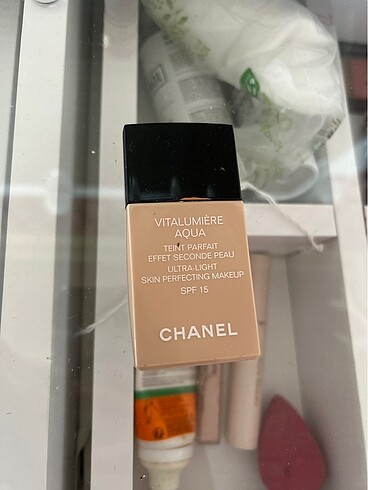 VITALUMIÈRE
AQUA
TEINT PARFAIT
EFFET SECONDE PEAU
ULTRA-LIGHT
SKIN PERFECTING MAKEUP
SPF 15
CHANEL